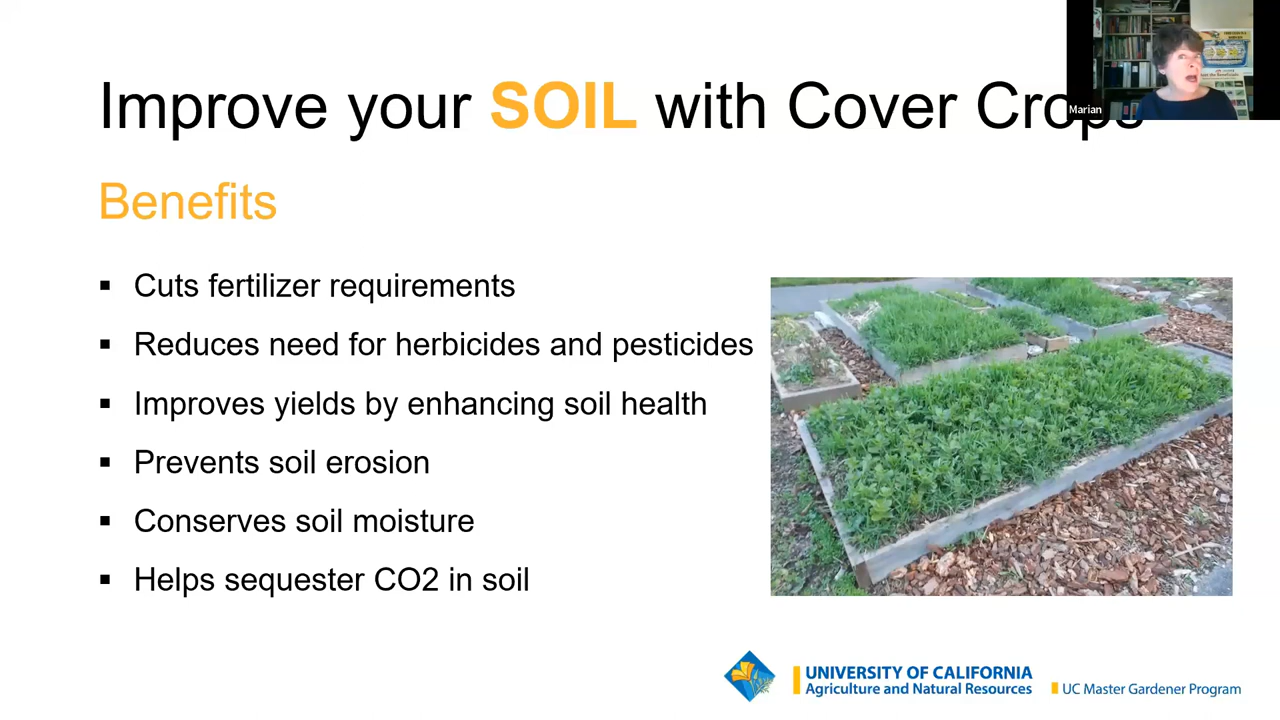 Improve your SOIL with Cover Crops
Marian
Benefits
▪ Cuts fertilizer requirements
▪ Reduces need for herbicides and pesticides
▪ Improves yields by enhancing soil health
▪ Prevents soil erosion
▪ Conserves soil moisture
▪ Helps sequester CO2 in soil
UNIVERSITY OF CALIFORNIA
Agriculture and Natural Resources
UC Master Gardener Program